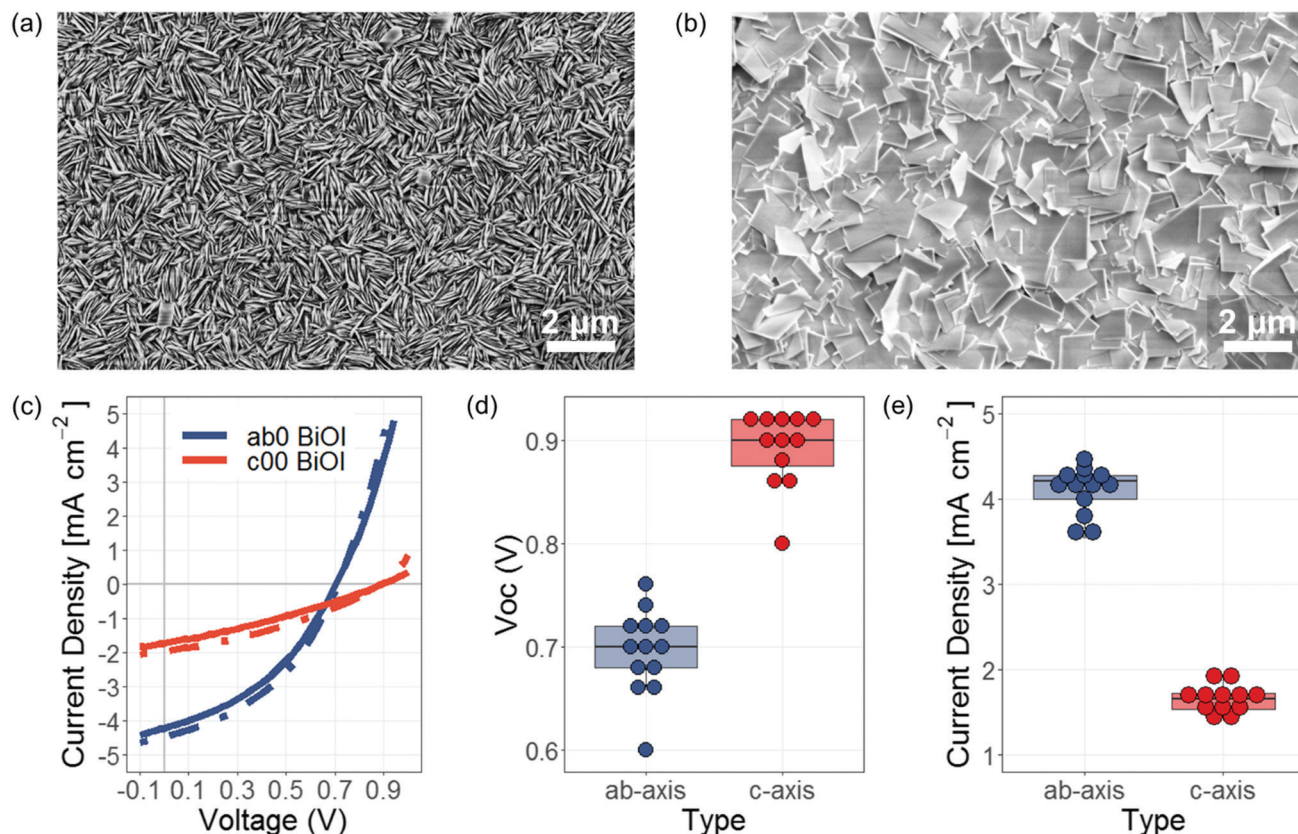 (a)
2 μm
(b)
2 μm
(c)
Current Density [mA cm⁻²]
5
4
3
2
1
0
-1
-2
-3
-4
-5
ab0 BiOI
c00 BiOI
-0.1 0.1 0.3 0.5 0.7 0.9
Voltage (V)
(d)
Voc (V)
0.9
0.8
0.7
0.6
ab-axis c-axis
Type
(e)
Current Density [mA cm⁻²]
5
4
3
2
1
ab-axis c-axis
Type